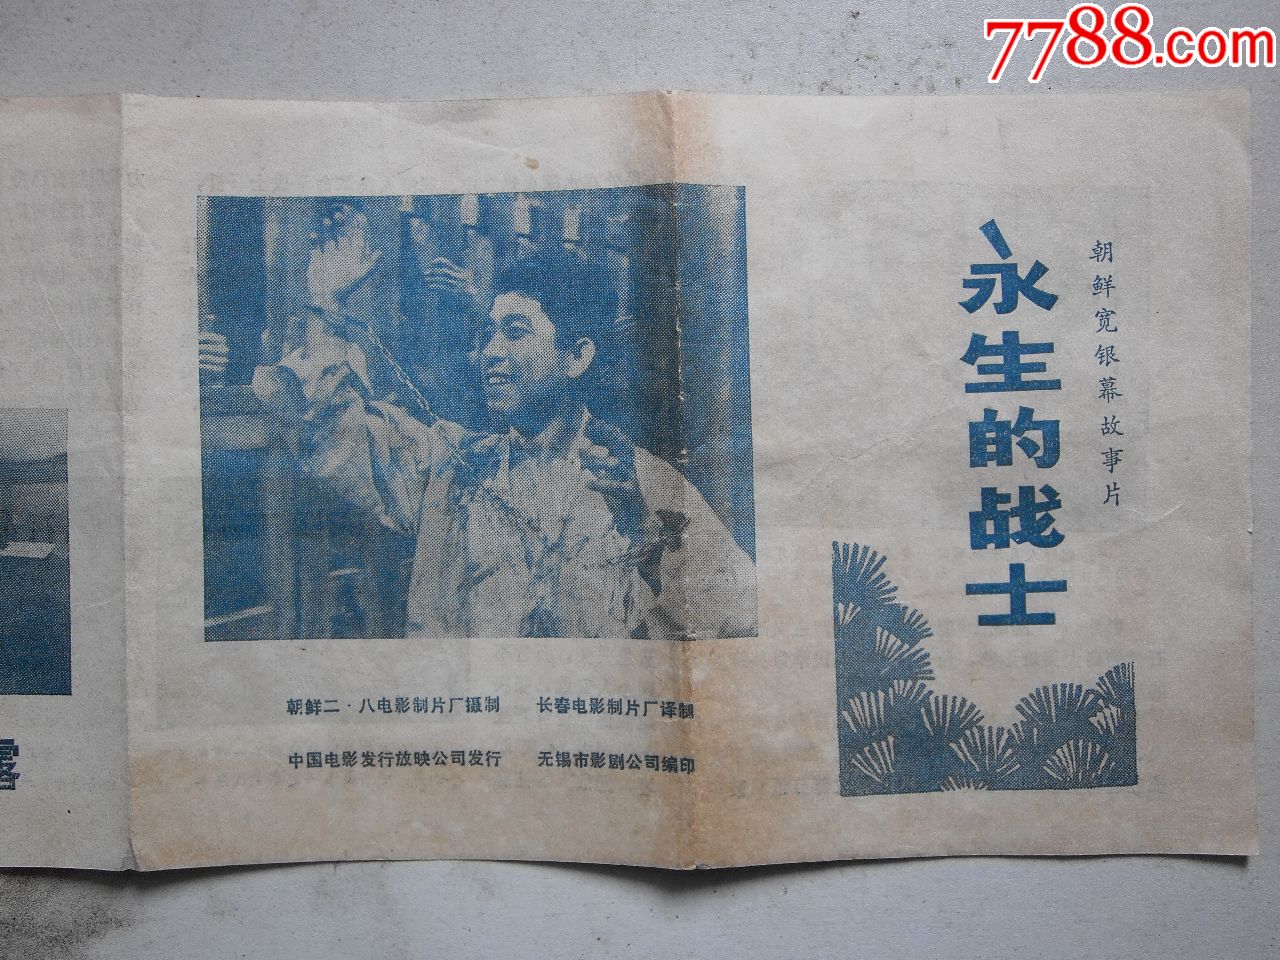 7788.com
朝鲜宽银幕故事片
永生的战士
朝鲜二·八电影制片厂摄制 长春电影制片厂译制
中国电影发行放映公司发行 无锡市影剧公司编印
露